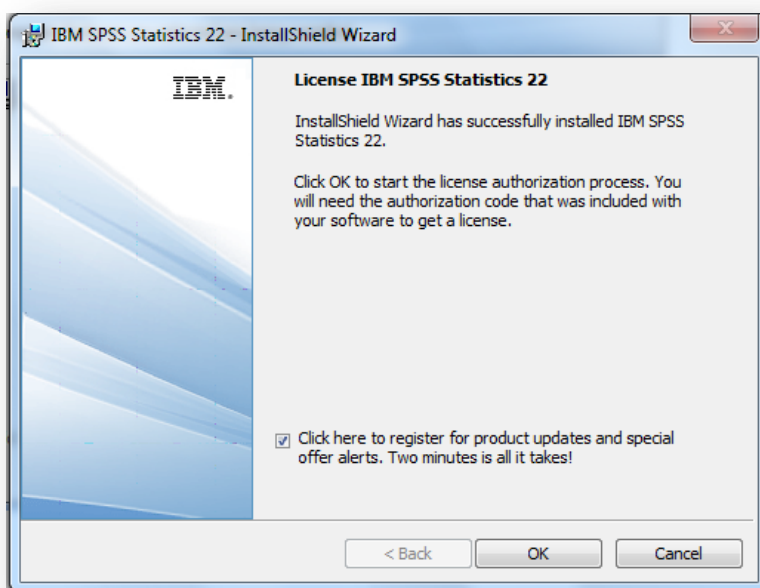 IBM SPSS Statistics 22 - InstallShield Wizard
IBM.
License IBM SPSS Statistics 22
InstallShield Wizard has successfully installed IBM SPSS
Statistics 22.
Click OK to start the license authorization process. You
will need the authorization code that was included with
your software to get a license.
Click here to register for product updates and special
offer alerts. Two minutes is all it takes!
< Back
OK
Cancel